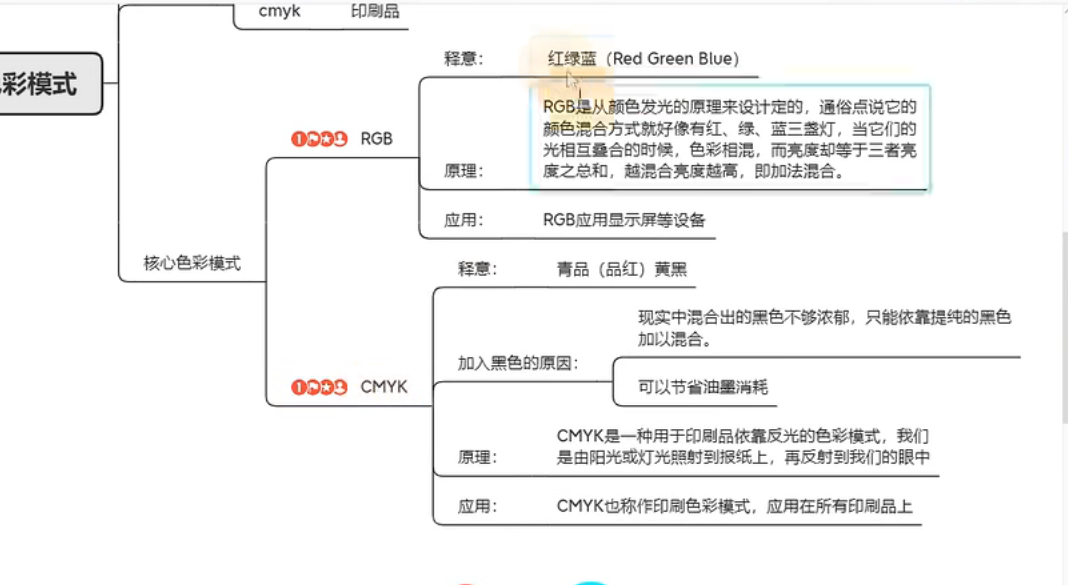 cmyk 印刷品
释意： 红绿蓝（Red Green Blue）
彩模式
RGB
原理：
RGB是从颜色发光的原理来设计定的，通俗点说它的
颜色混合方式就好像有红、绿、蓝三盏灯，当它们的
光相互叠合的时候，色彩相混，而亮度却等于三者亮
度之总和，越混合亮度越高，即加法混合。
应用： RGB应用显示屏等设备
核心色彩模式
释意： 青品（品红）黄黑
加入黑色的原因：
现实中混合出的黑色不够浓郁，只能依靠提纯的黑色
加以混合。
可以节省油墨消耗
CMYK
原理：
CMYK是一种用于印刷品依靠反光的色彩模式，我们
是由阳光或灯光照射到报纸上，再反射到我们的眼中
应用： CMYK也称作印刷色彩模式，应用在所有印刷品上